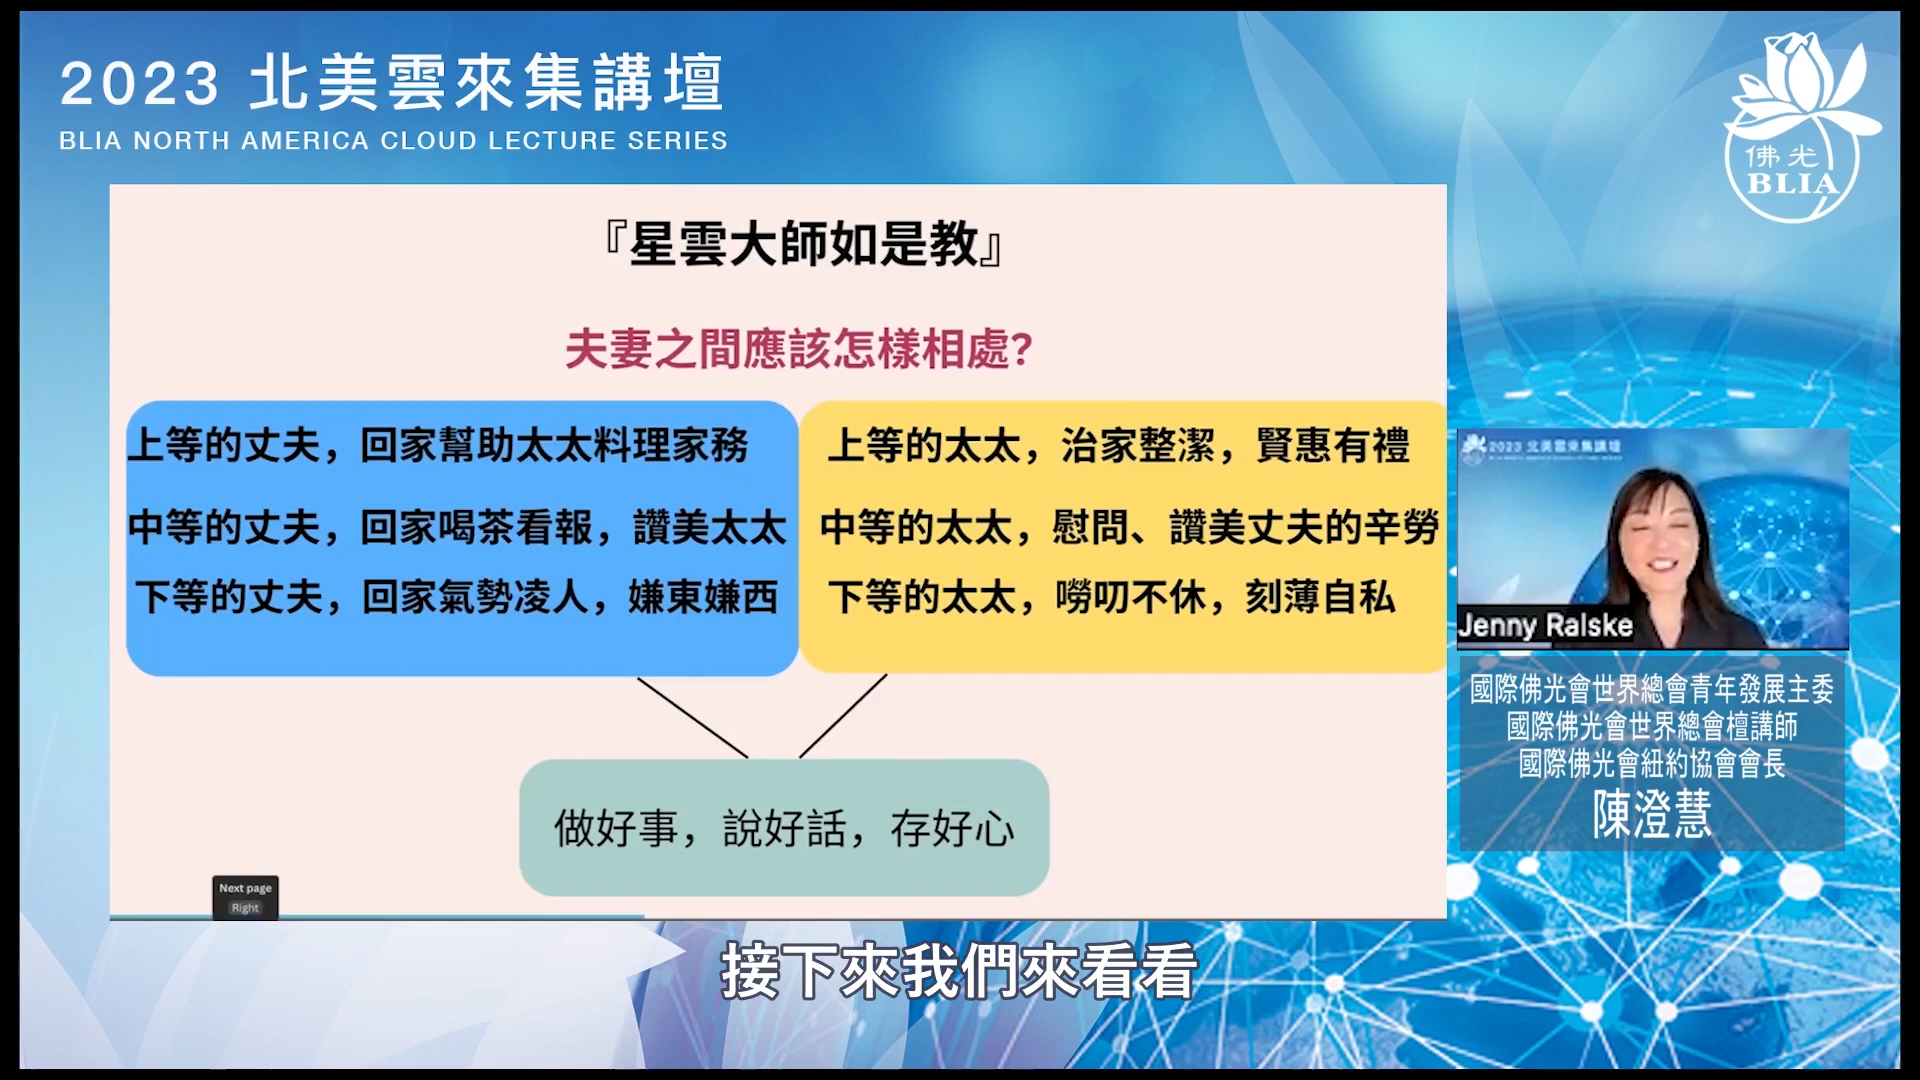 2023 北美雲來集講壇
BLIA NORTH AMERICA CLOUD LECTURE SERIES
佛光
BLIA
『星雲大師如是教』
夫妻之間應該怎樣相處?
上等的丈夫，回家幫助太太料理家務
中等的丈夫，回家喝茶看報，讚美太太
下等的丈夫，回家氣勢凌人，嫌東嫌西
上等的太太，治家整潔，賢惠有禮
中等的太太，慰問、讚美丈夫的辛勞
下等的太太，嘮叨不休，刻薄自私
做好事，說好話，存好心
Next page
Right
2023 北美雲來集講壇
Jenny Ralske
國際佛光會世界總會青年發展主委
國際佛光會世界總會檀講師
國際佛光會紐約協會會長
陳澄慧
接下來我們來看看